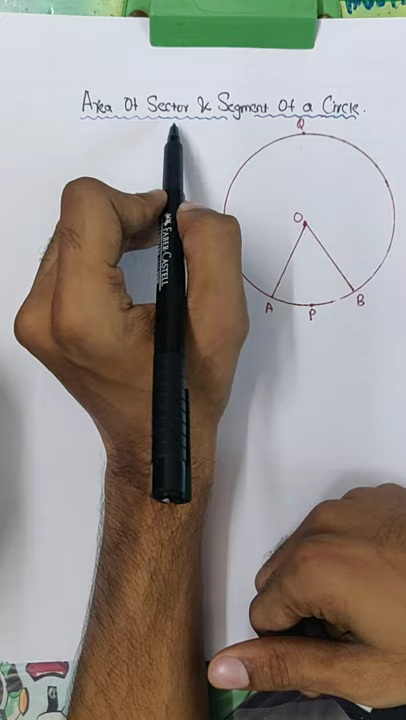 Area Of Sector & Segment Of a Circle.
Q
O
A
P
B
FABER-CASTELL